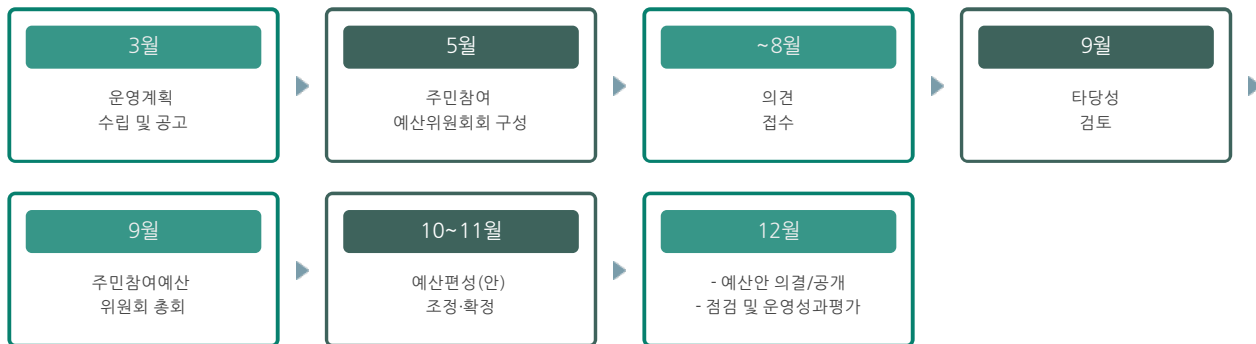 3월
운영계획
수립 및 공고
5월
주민참여
예산위원회회 구성
~8월
의견
접수
9월
타당성
검토
9월
주민참여예산
위원회 총회
10~11월
예산편성(안)
조정·확정
12월
- 예산안 의결/공개
- 점검 및 운영성과평가